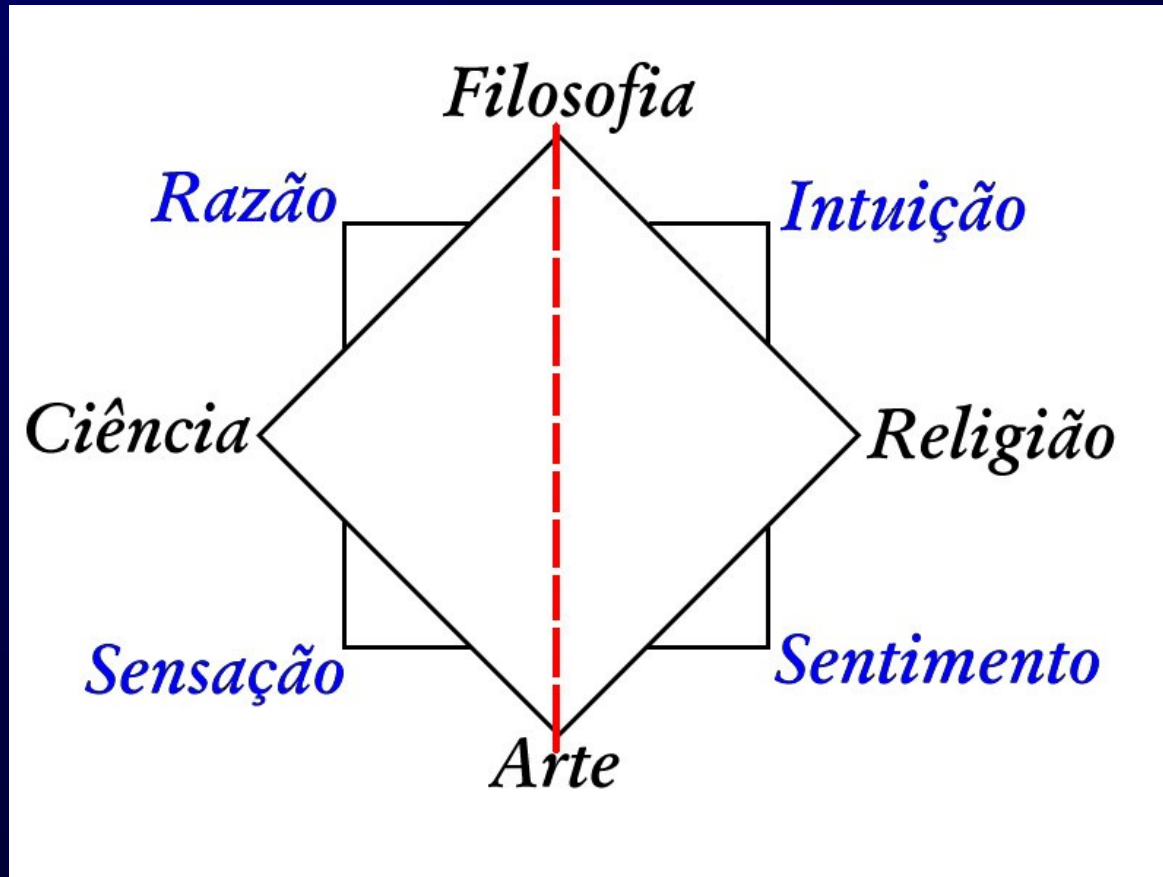 Filosofia
Razão
Intuição
Ciência
Religião
Sensação
Sentimento
Arte